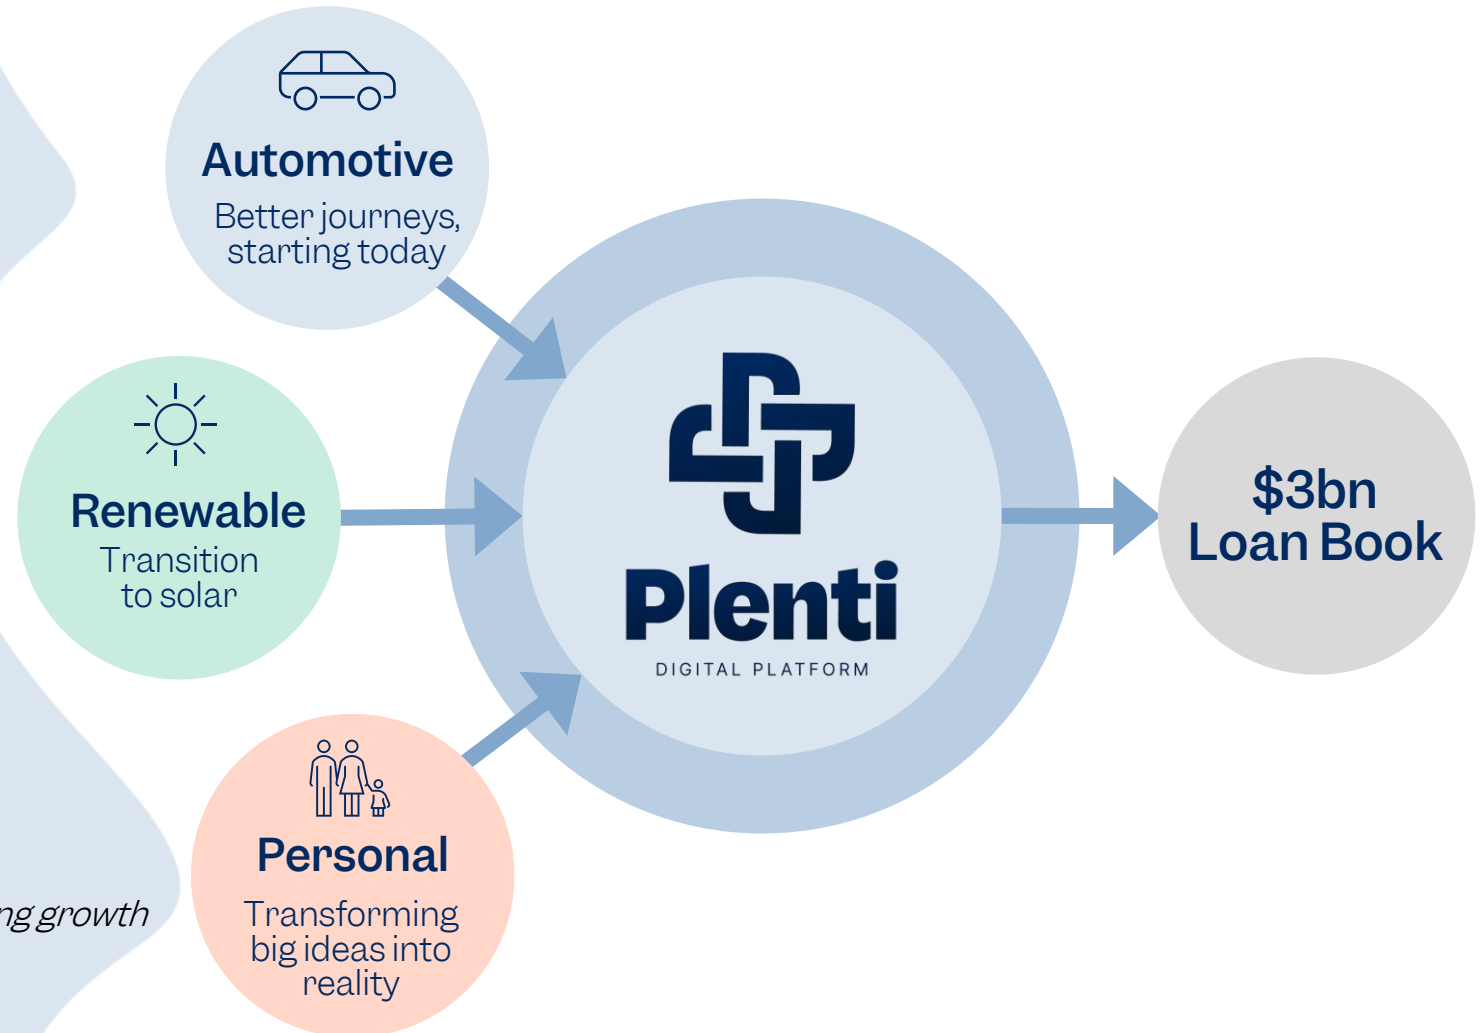 Automotive
Better journeys,
starting today
Renewable
Transition
to solar
Personal
Transforming
big ideas into
reality
Plenti
DIGITAL PLATFORM
$3bn
Loan Book
growth